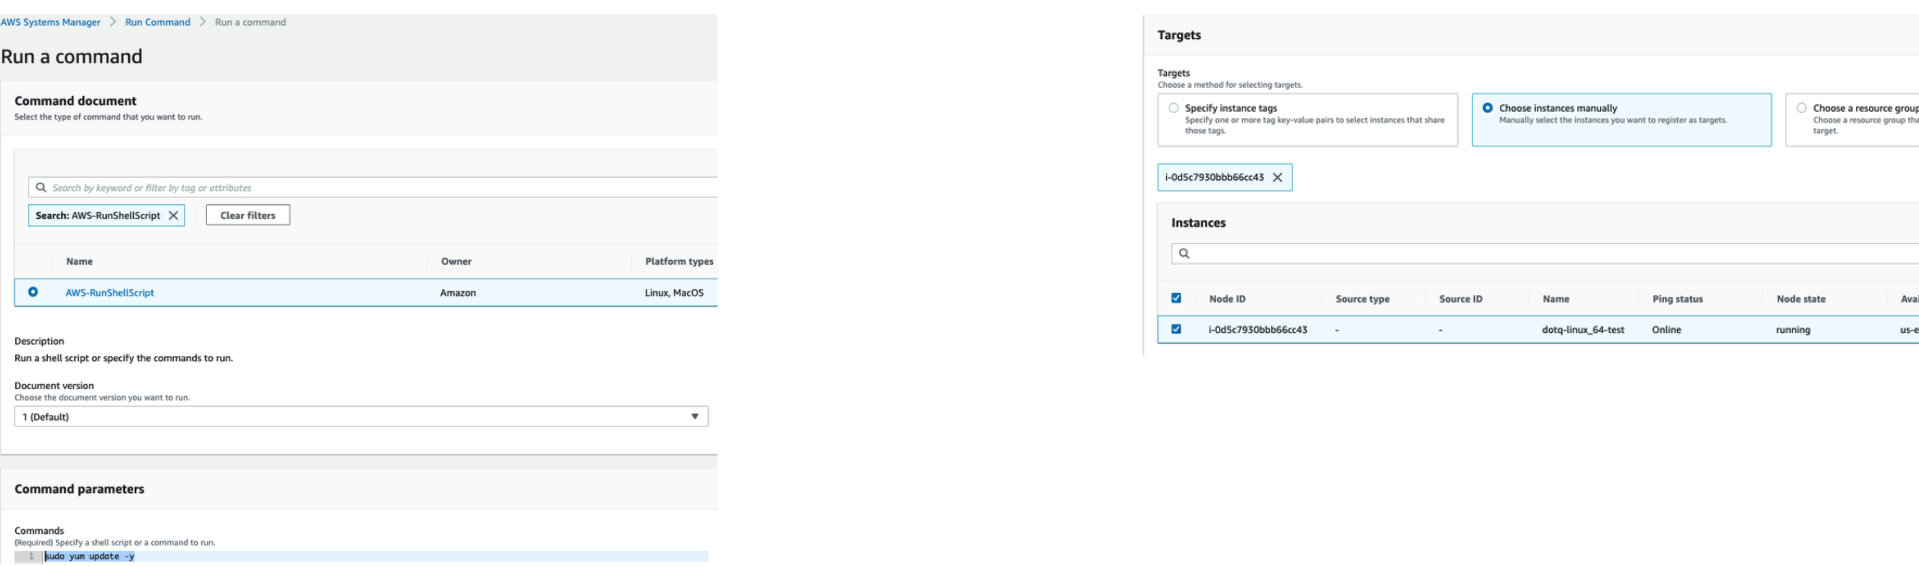 AWS Systems Manager > Run Command > Run a command
Run a command
Command document
Select the type of command that you want to run.
Search by keyword or filter by tag or attributes
Search: AWS-RunShellScript
Clear filters
Name Owner Platform types
AWS-RunShellScript Amazon Linux, MacOS
Description
Run a shell script or specify the commands to run.
Document version
Choose the document version you want to run.
1 (Default)
Command parameters
Commands
(Required) Specify a shell script or a command to run.
1 sudo yum update -y
Targets
Targets
Choose a method for selecting targets.
Specify instance tags
Specify one or more tag key-value pairs to select instances that share
those tags.
Choose instances manually
Manually select the instances you want to register as targets.
Choose a resource group
Choose a resource group tha
target.
i-0d5c7930bbb66cc43
Instances
Node ID Source type Source ID Name Ping status Node state Avai
i-0d5c7930bbb66cc43 - - dotq-linux_64-test Online running us-e